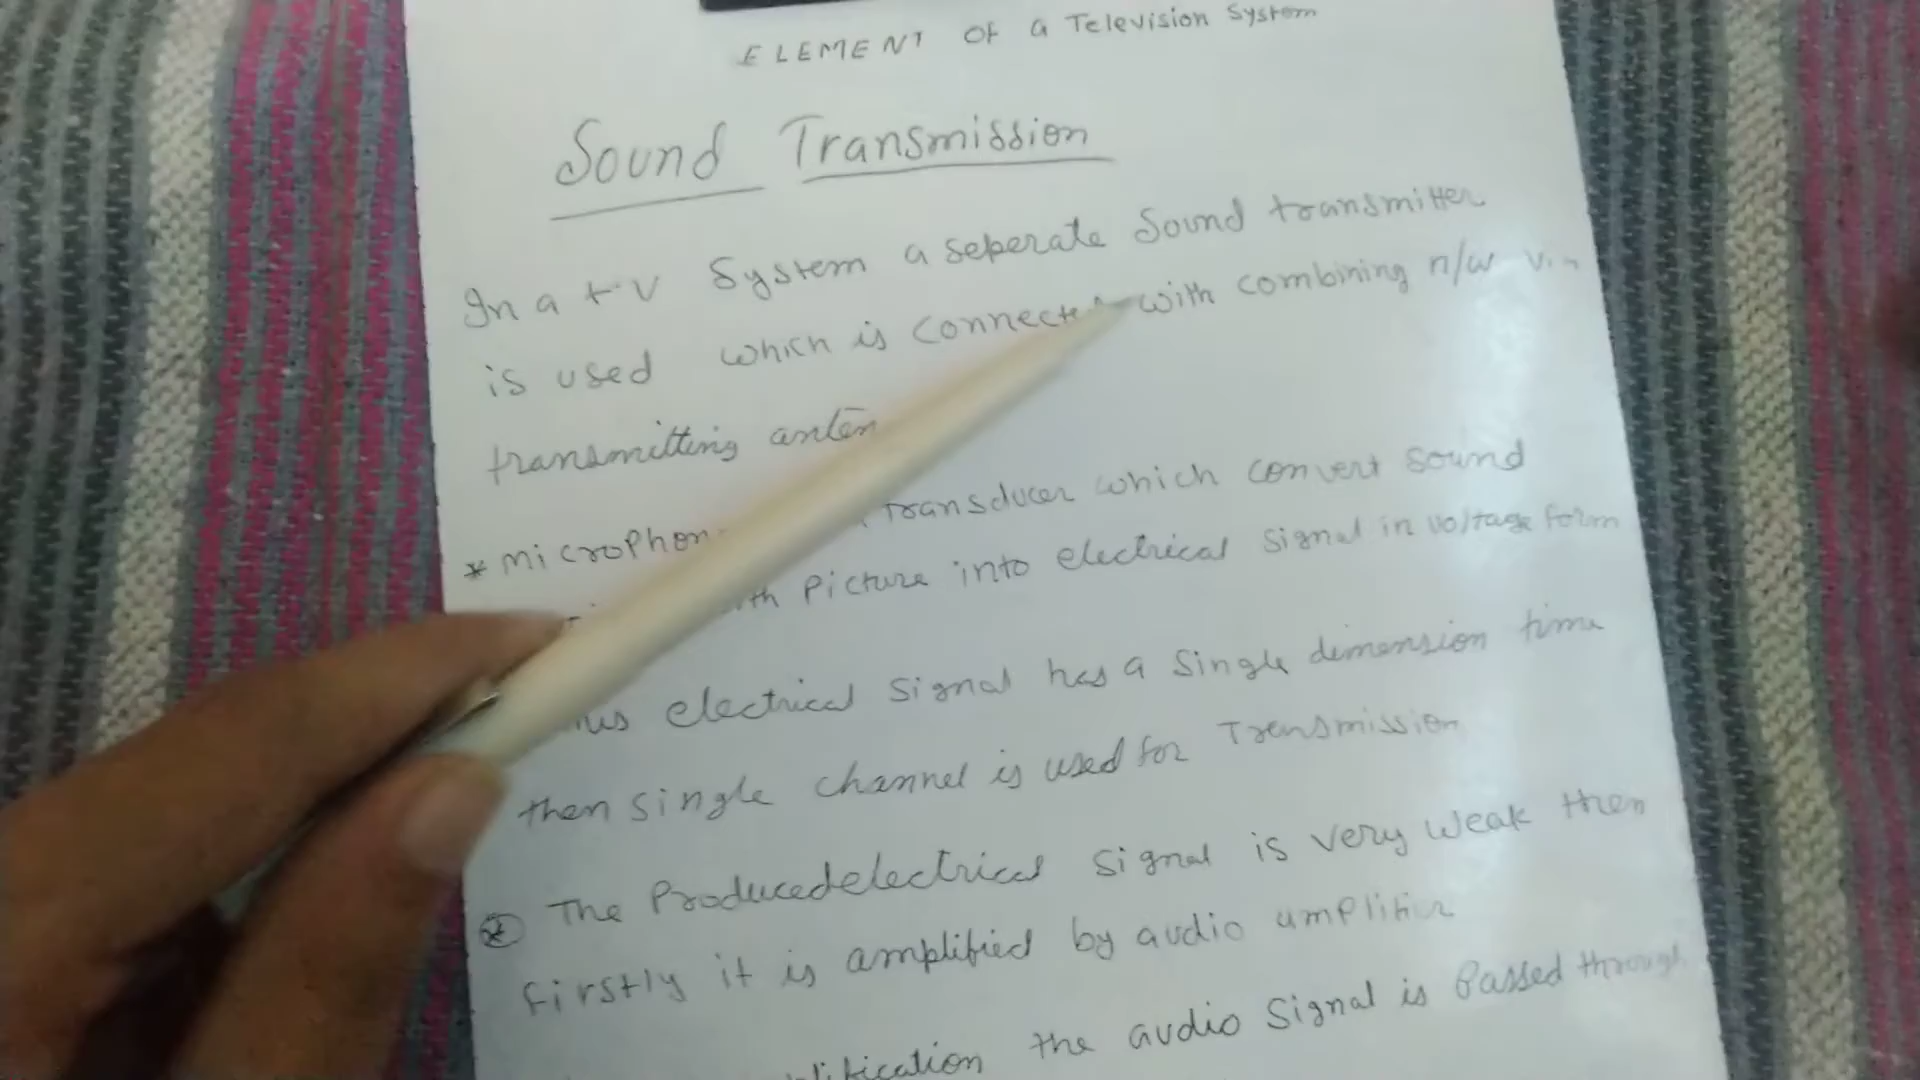 ELEMENT OF a Television System
Sound Transmission
In a t v System a seperate Sound transmitter
is used which is connected with combining n/w
transmitting
* microphon transducer which convert sound
picture into electrical signal in voltage form
electrical signal has a single dimension time
then single channel is used for Transmission
* The Produced electrical signal is very weak then
firstly it is amplified by audio amplifier
the audio signal is passed through